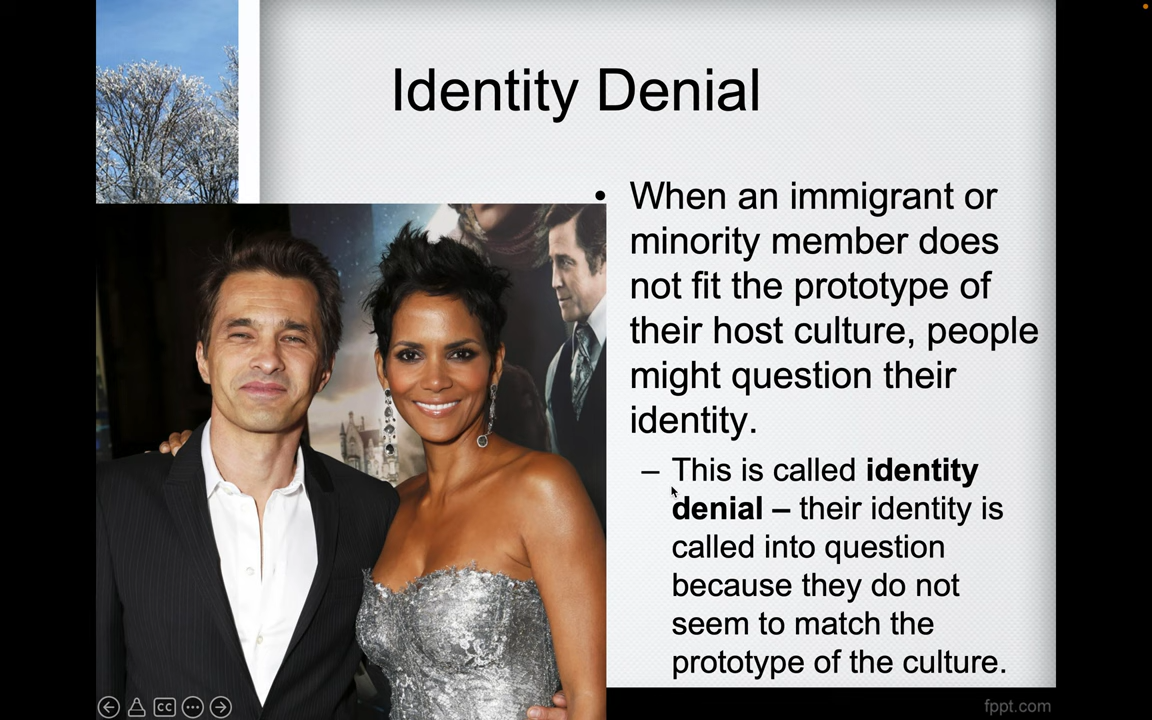 Identity Denial
• When an immigrant or
minority member does
not fit the prototype of
their host culture, people
might question their
identity.
– This is called identity
denial – their identity is
called into question
because they do not
seem to match the
prototype of the culture.
CC
fppt.com